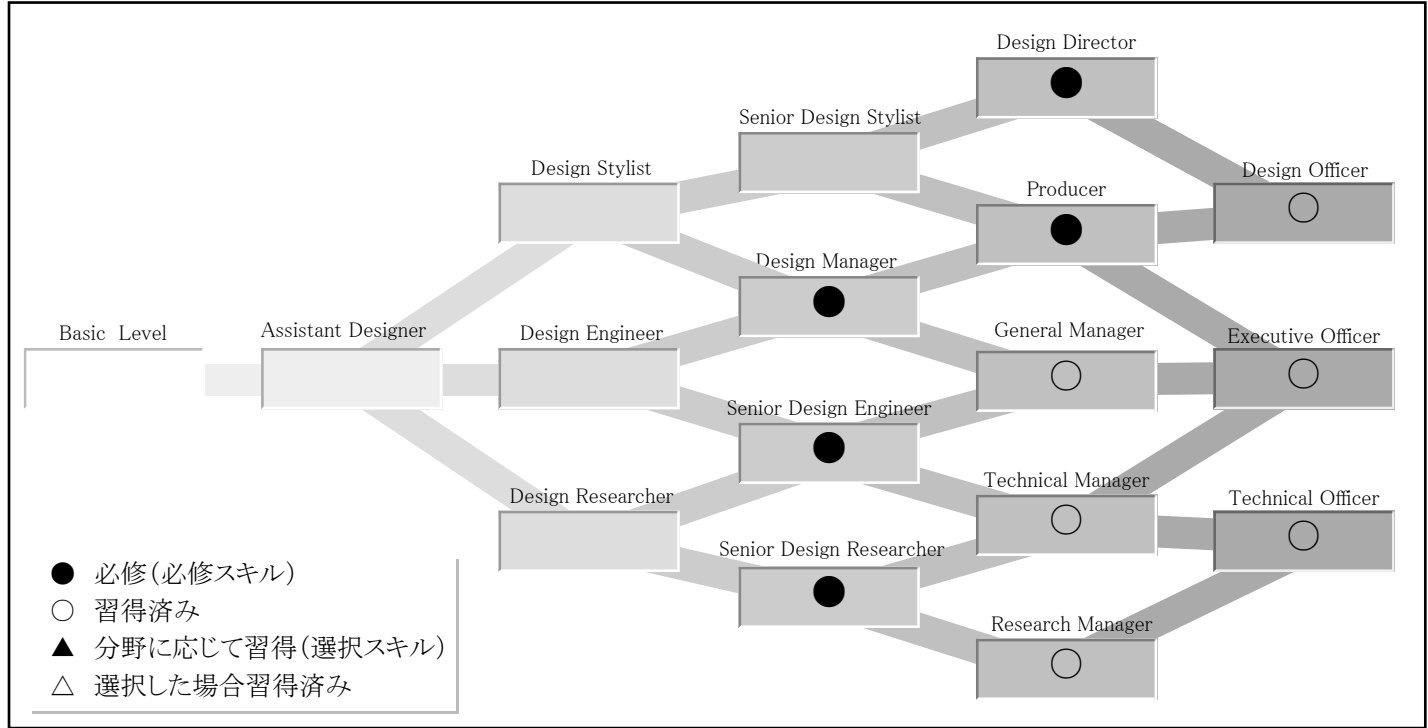 Design Director
Senior Design Stylist
Design Stylist
Design Officer
Producer
Design Manager
Basic Level
Assistant Designer
Design Engineer
General Manager
Executive Officer
Senior Design Engineer
Design Researcher
Technical Manager
Technical Officer
Senior Design Researcher
Research Manager
● 必修(必修スキル)
○ 習得済み
▲ 分野に応じて習得(選択スキル)
△ 選択した場合習得済み